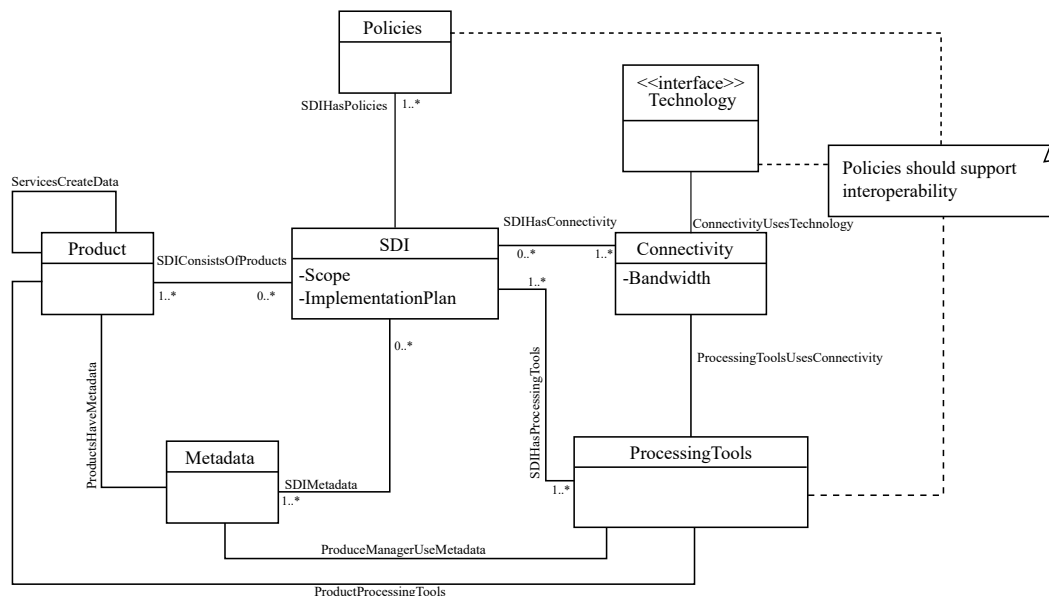 Policies
<<interface>>
Technology
SDIHasPolicies
1..*
Policies should support
interoperability
ServicesCreateData
SDIHasConnectivity
ConnectivityUsesTechnology
Product
SDI
Connectivity
SDIConsistsOfProducts
0..*
1..*
-Scope
-ImplementationPlan
-Bandwidth
1..*
1..*
0..*
0..*
ProcessingToolsUsesConnectivity
ProductsHaveMetadata
SDIHasProcessingTools
Metadata
ProcessingTools
SDIMetadata
1..*
1..*
ProduceManagerUseMetadata
ProductProcessingTools